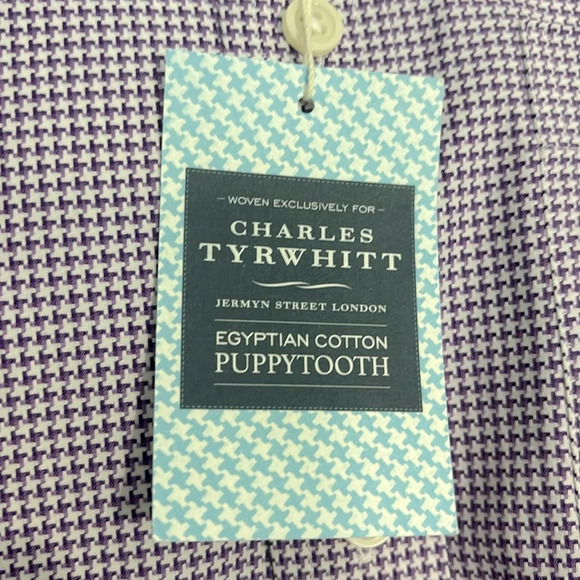 – WOVEN EXCLUSIVELY FOR –
CHARLES
TYRWHITT
JERMYN STREET LONDON
EGYPTIAN COTTON
PUPPYTOOTH